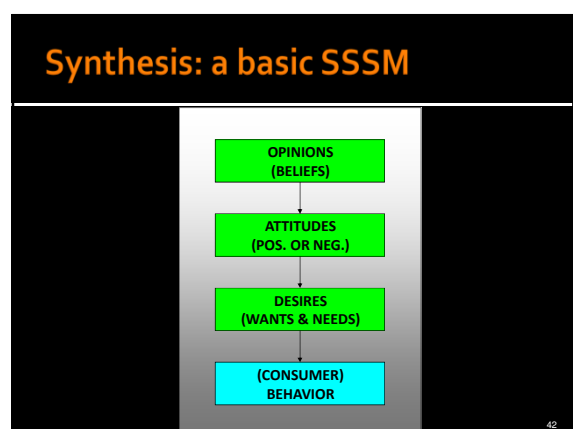 Synthesis: a basic SSSM
OPINIONS
(BELIEFS)
ATTITUDES
(POS. OR NEG.)
DESIRES
(WANTS & NEEDS)
(CONSUMER)
BEHAVIOR
42